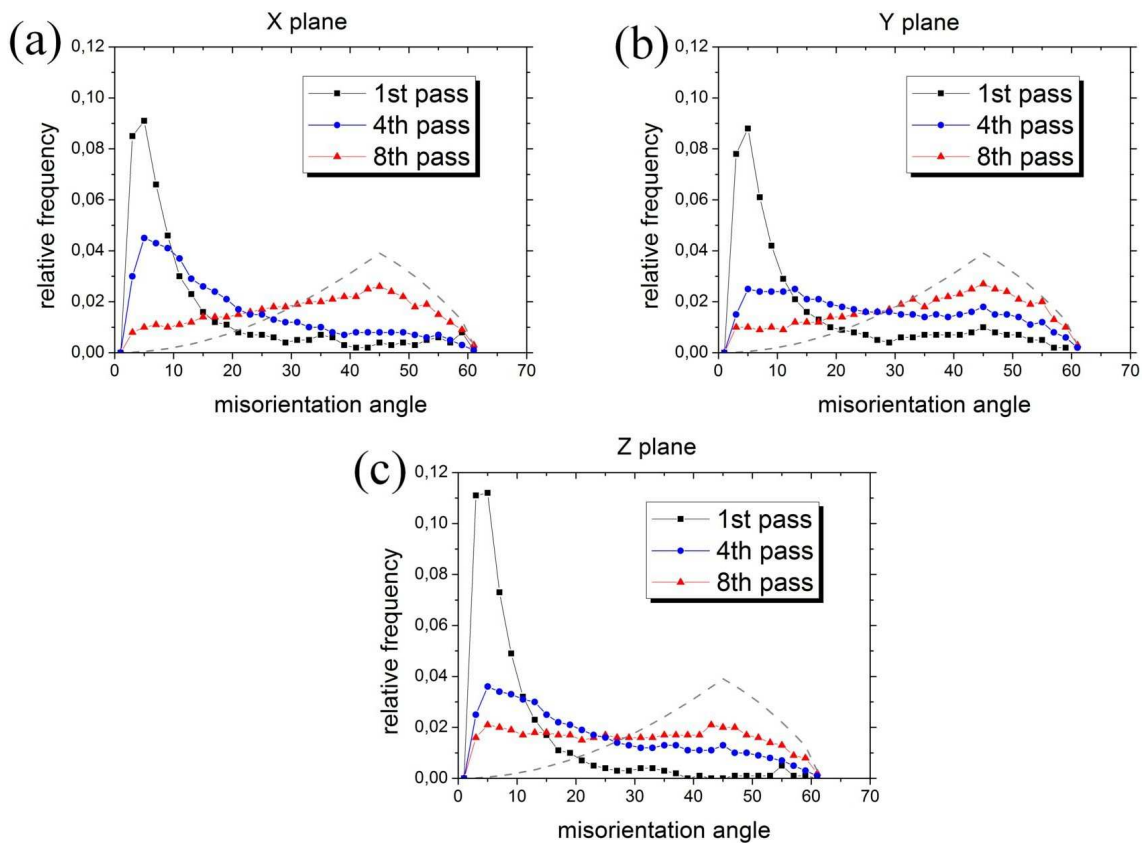 (a)
X plane
0,12
0,10
0,08
0,06
0,04
0,02
0,00
relative frequency
1st pass
4th pass
8th pass
0 10 20 30 40 50 60 70
misorientation angle
(b)
Y plane
0,12
0,10
0,08
0,06
0,04
0,02
0,00
relative frequency
1st pass
4th pass
8th pass
0 10 20 30 40 50 60 70
misorientation angle
(c)
Z plane
0,12
0,10
0,08
0,06
0,04
0,02
0,00
relative frequency
1st pass
4th pass
8th pass
0 10 20 30 40 50 60 70
misorientation angle